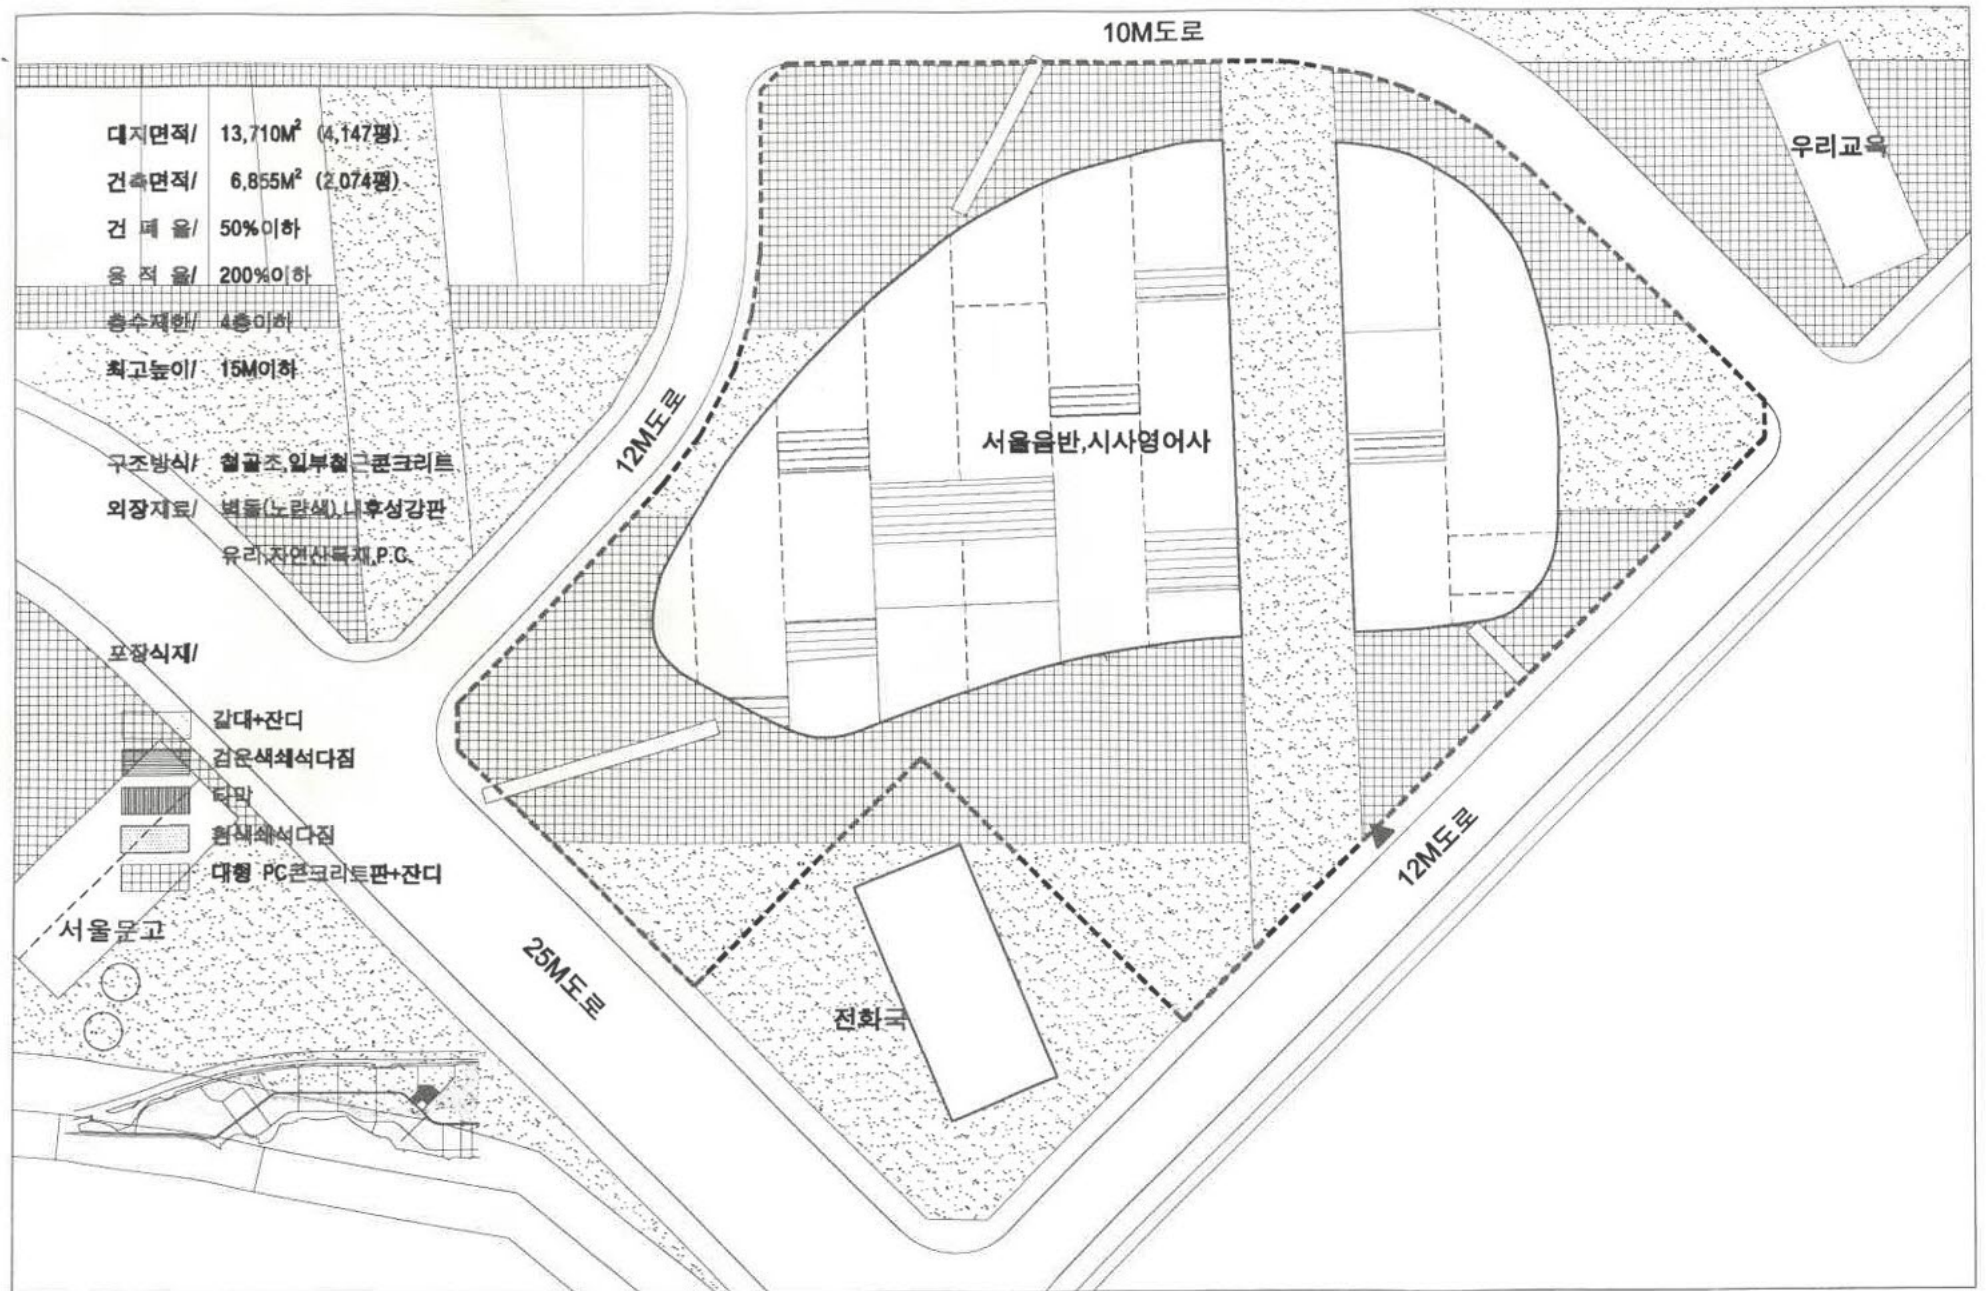 10M도로
우리교육
대지면적/ 13,710M² (4,147평)
건축면적/ 6,855M² (2,074평)
건 폐 율/ 50%이하
용 적 율/ 200%이하
층수제한/ 4층이하
최고높이/ 15M이하
12M도로
서울음반,시사영어사
구조방식/ 철골조,일부철근콘크리트
외장재료/ 벽돌(노란색),내후성강판
유리,자연산목재,P.C.
포장식재/
갈대+잔디
검은색쇄석다짐
타막
흰색쇄석다짐
대형 PC콘크리트판+잔디
서울문고
12M도로
25M도로
전화국